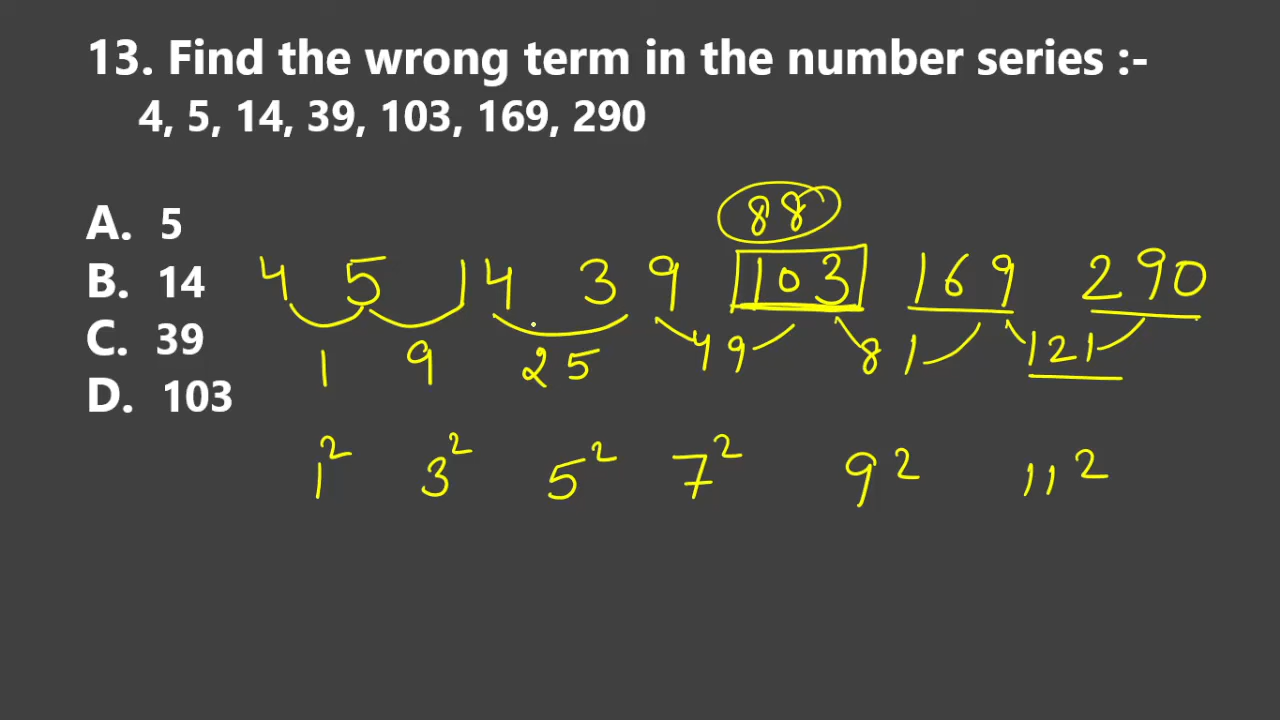 13. Find the wrong term in the number series :-
4, 5, 14, 39, 103, 169, 290
A. 5
B. 14
C. 39
D. 103
88
4 5 14 39 103 169 290
1 9 25 49 81 121
1² 3² 5² 7² 9² 11²